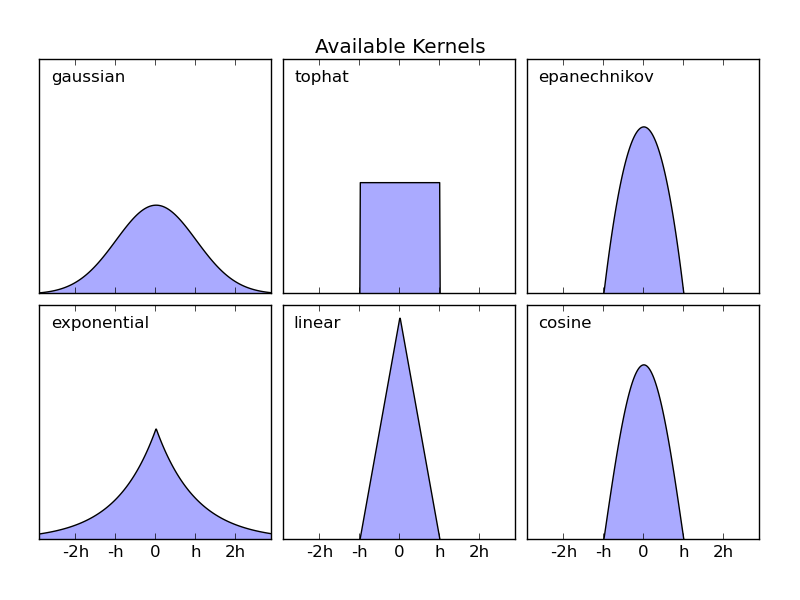 Available Kernels
gaussian
tophat
epanechnikov
exponential
linear
cosine
-2h -h 0 h 2h
-2h -h 0 h 2h
-2h -h 0 h 2h